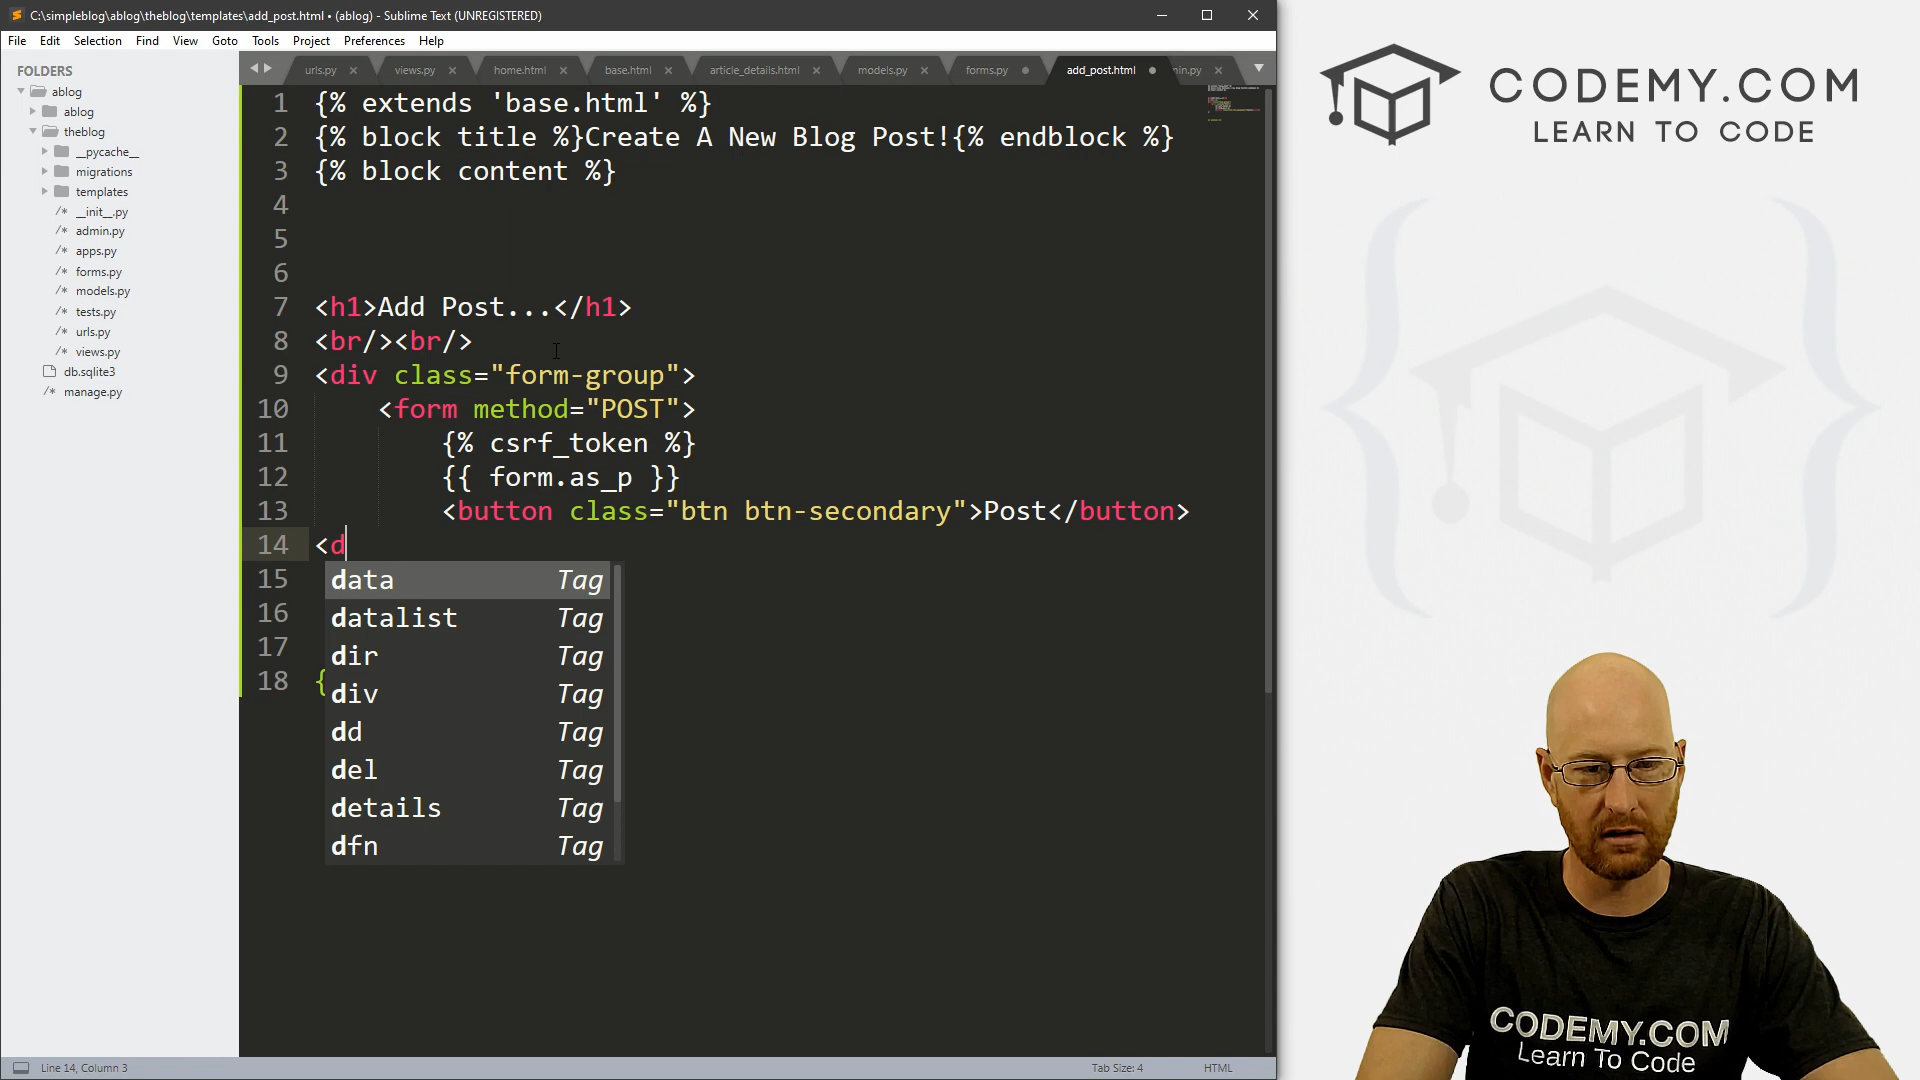 C:\simpleblog\ablog\theblog\templates\add_post.html • (ablog) - Sublime Text (UNREGISTERED)
File Edit Selection Find View Goto Tools Project Preferences Help
FOLDERS
ablog
ablog
theblog
__pycache__
migrations
templates
__init__.py
admin.py
apps.py
forms.py
models.py
tests.py
urls.py
views.py
db.sqlite3
manage.py
urls.py views.py home.html base.html article_details.html models.py forms.py add_post.html
1 {% extends 'base.html' %}
2 {% block title %}Create A New Blog Post!{% endblock %}
3 {% block content %}
4
5
6
7 <h1>Add Post...</h1>
8 <br/><br/>
9 <div class="form-group">
10 <form method="POST">
11 {% csrf_token %}
12 {{ form.as_p }}
13 <button class="btn btn-secondary">Post</button>
14 <d
15
16
17
18 {
data Tag
datalist Tag
dir Tag
div Tag
dd Tag
del Tag
details Tag
dfn Tag
Line 14, Column 3
Tab Size: 4
HTML
CODEMY.COM
LEARN TO CODE
CODEMY.COM
Learn To Code